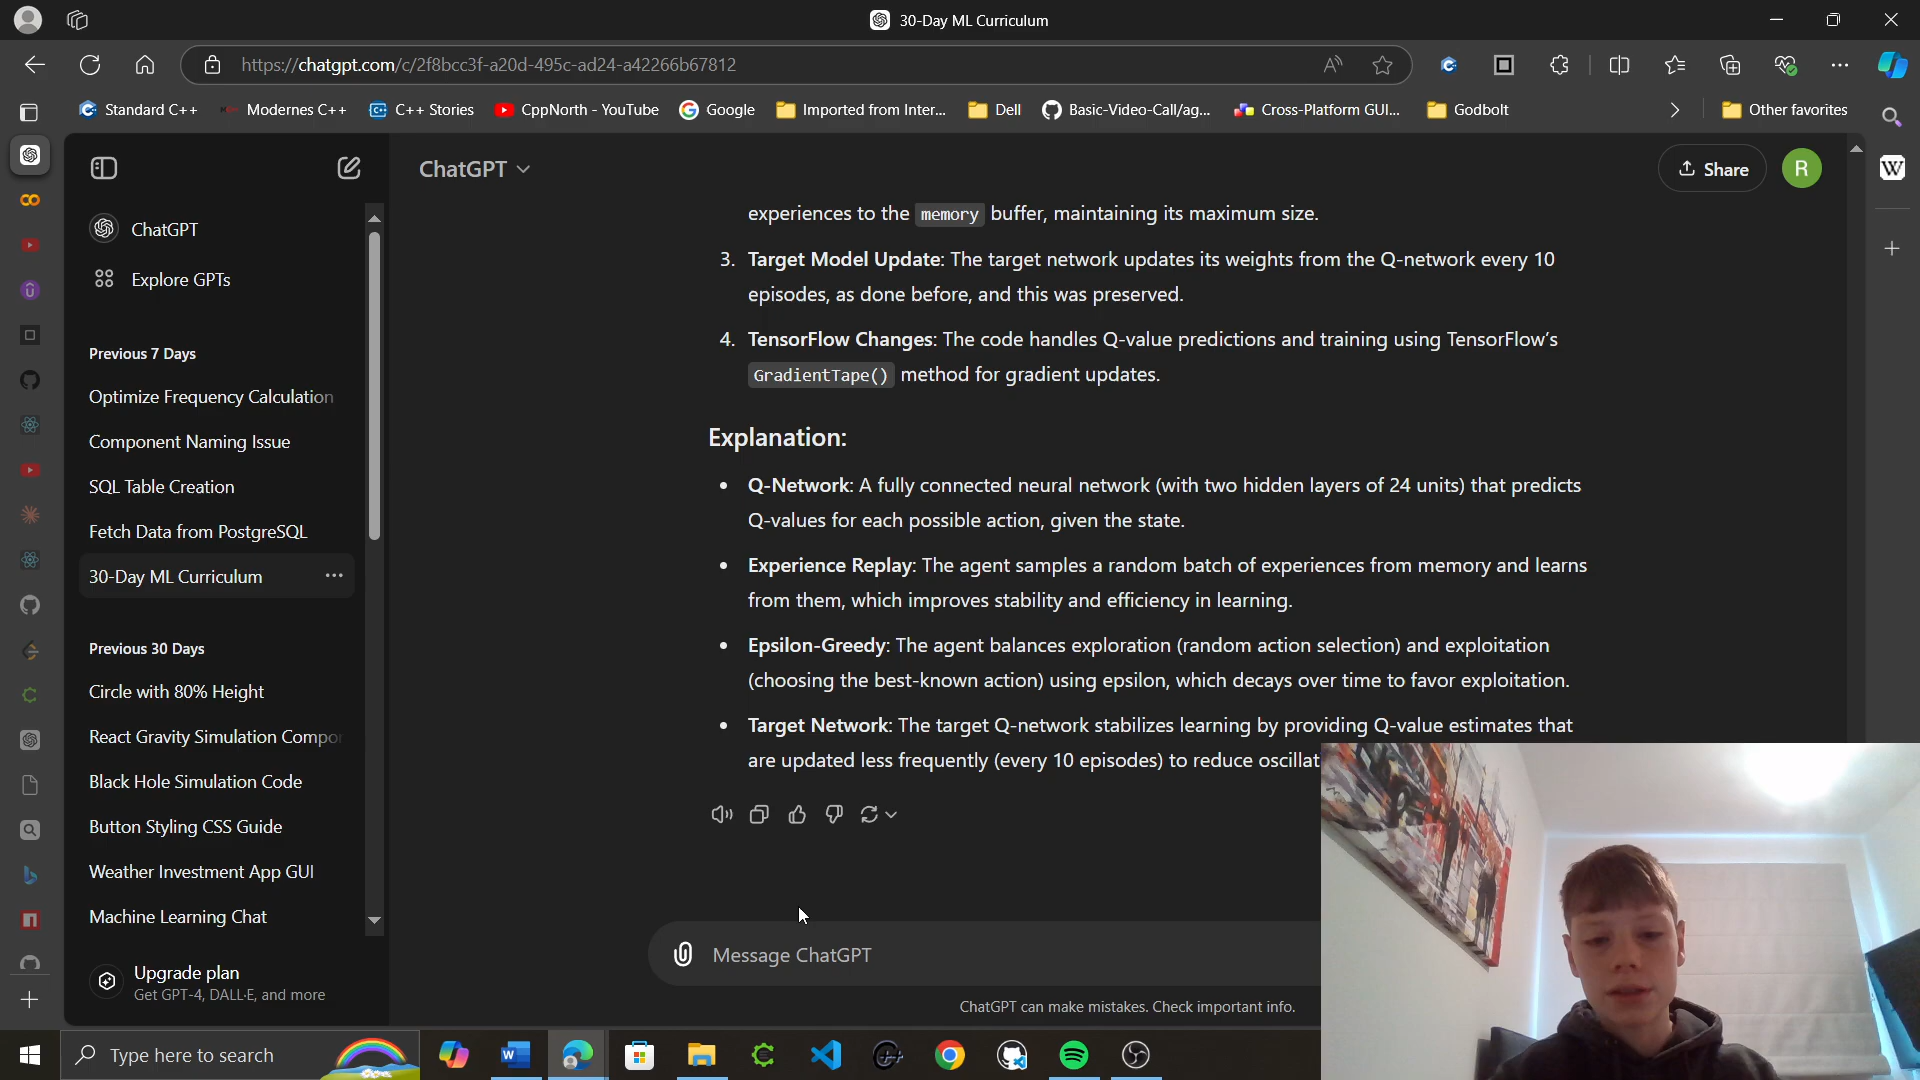 30-Day ML Curriculum
https://chatgpt.com/c/2f8bcc3f-a20d-495c-ad24-a42266b67812
Standard C++
Modernes C++
C++ Stories
CppNorth - YouTube
Google
Imported from Inter...
Dell
Basic-Video-Call/ag...
Cross-Platform GUI...
Godbolt
Other favorites
ChatGPT
Explore GPTs
Previous 7 Days
Optimize Frequency Calculation
Component Naming Issue
SQL Table Creation
Fetch Data from PostgreSQL
30-Day ML Curriculum
Previous 30 Days
Circle with 80% Height
React Gravity Simulation Compor
Black Hole Simulation Code
Button Styling CSS Guide
Weather Investment App GUI
Machine Learning Chat
Upgrade plan
Get GPT-4, DALL·E, and more
ChatGPT
Share
R
W
experiences to the memory buffer, maintaining its maximum size.
3. Target Model Update: The target network updates its weights from the Q-network every 10
episodes, as done before, and this was preserved.
4. TensorFlow Changes: The code handles Q-value predictions and training using TensorFlow's
GradientTape() method for gradient updates.
Explanation:
• Q-Network: A fully connected neural network (with two hidden layers of 24 units) that predicts
Q-values for each possible action, given the state.
• Experience Replay: The agent samples a random batch of experiences from memory and learns
from them, which improves stability and efficiency in learning.
• Epsilon-Greedy: The agent balances exploration (random action selection) and exploitation
(choosing the best-known action) using epsilon, which decays over time to favor exploitation.
• Target Network: The target Q-network stabilizes learning by providing Q-value estimates that
are updated less frequently (every 10 episodes) to reduce oscillat
Message ChatGPT
ChatGPT can make mistakes. Check important info.
Type here to search